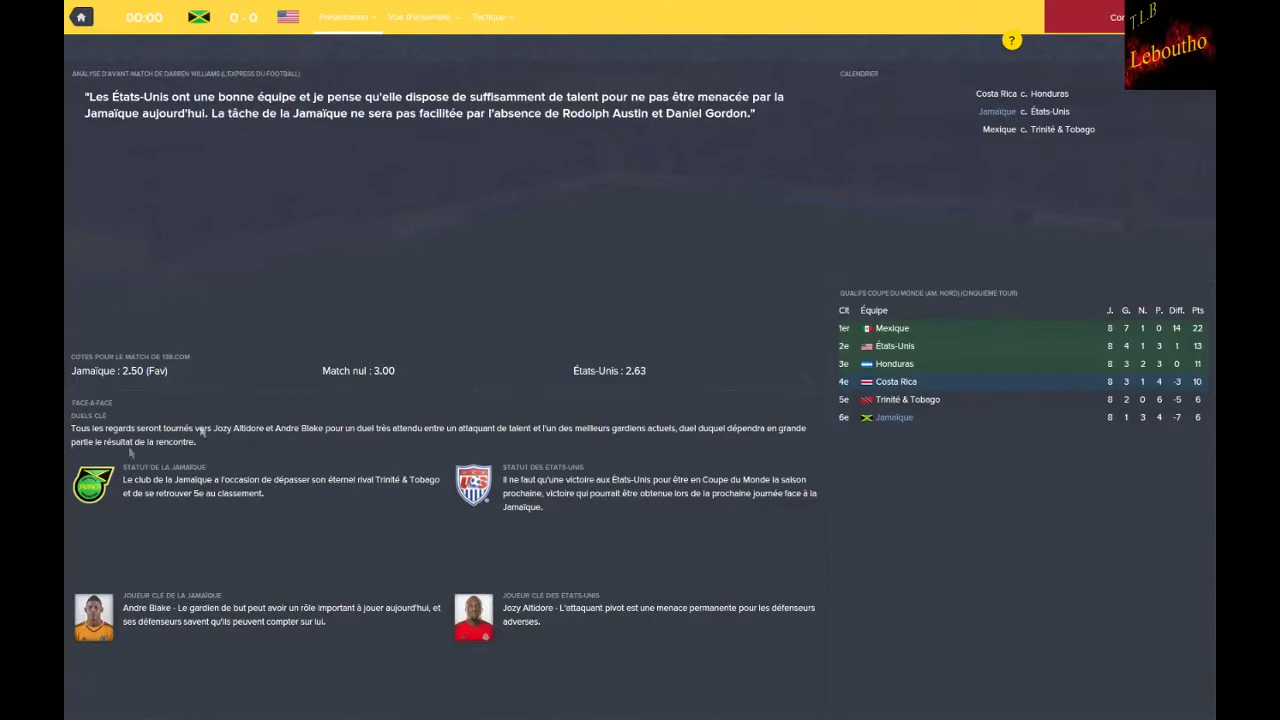 00:00
0 - 0
Présentation
Vue d'ensemble
Tactique
?
T.L.B
Leboutho
ANALYSE D'AVANT-MATCH DE DARREN WILLIAMS (L'EXPRESS DU FOOTBALL)
"Les États-Unis ont une bonne équipe et je pense qu'elle dispose de suffisamment de talent pour ne pas être menacée par la
Jamaïque aujourd'hui. La tâche de la Jamaïque ne sera pas facilitée par l'absence de Rodolph Austin et Daniel Gordon."
CALENDRIER
Costa Rica c. Honduras
Jamaïque c. États-Unis
Mexique c. Trinité & Tobago
QUALIFS COUPE DU MONDE (AM. NORD) (CINQUIÈME TOUR)
Clt Équipe J. G. N. P. Diff. Pts
1er Mexique 8 7 1 0 14 22
2e États-Unis 8 4 1 3 1 13
3e Honduras 8 3 2 3 0 11
4e Costa Rica 8 3 1 4 -3 10
5e Trinité & Tobago 8 2 0 6 -5 6
6e Jamaïque 8 1 3 4 -7 6
COTES POUR LE MATCH DE 138.COM
Jamaïque : 2.50 (Fav)
Match nul : 3.00
États-Unis : 2.63
FACE-A-FACE
DUELS CLÉ
Tous les regards seront tournés vers Jozy Altidore et Andre Blake pour un duel très attendu entre un attaquant de talent et l'un des meilleurs gardiens actuels, duel duquel dépendra en grande
partie le résultat de la rencontre.
STATUT DE LA JAMAÏQUE
Le club de la Jamaïque a l'occasion de dépasser son éternel rival Trinité & Tobago
et de se retrouver 5e au classement.
STATUT DES ÉTATS-UNIS
Il ne faut qu'une victoire aux États-Unis pour être en Coupe du Monde la saison
prochaine, victoire qui pourrait être obtenue lors de la prochaine journée face à la
Jamaïque.
JOUEUR CLÉ DE LA JAMAÏQUE
Andre Blake - Le gardien de but peut avoir un rôle important à jouer aujourd'hui, et
ses défenseurs savent qu'ils peuvent compter sur lui.
JOUEUR CLÉ DES ÉTATS-UNIS
Jozy Altidore - L'attaquant pivot est une menace permanente pour les défenseurs
adverses.